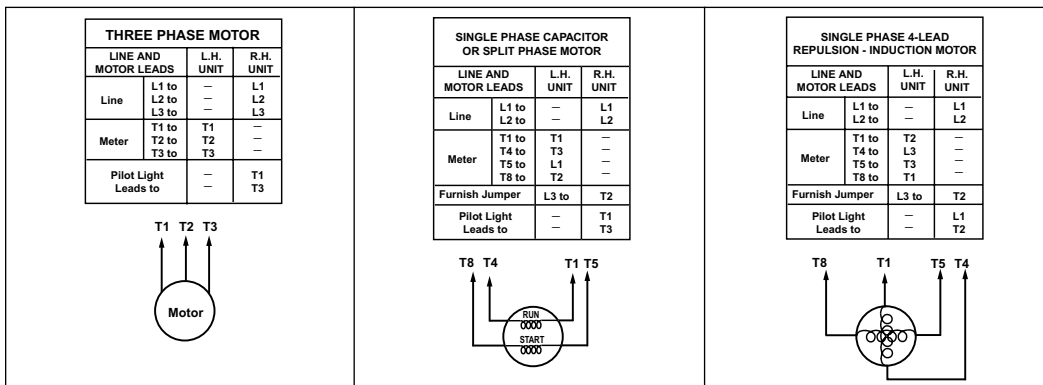 THREE PHASE MOTOR
LINE AND MOTOR LEADS L.H. UNIT R.H. UNIT
Line L1 to – L1
L2 to – L2
L3 to – L3
Meter T1 to T1 –
T2 to T2 –
T3 to T3 –
Pilot Light – T1
Leads to – T3
T1 T2 T3
Motor
SINGLE PHASE CAPACITOR
OR SPLIT PHASE MOTOR
LINE AND MOTOR LEADS L.H. UNIT R.H. UNIT
Line L1 to – L1
L2 to – L2
Meter T1 to T1 –
T4 to T3 –
T5 to L1 –
T8 to T2 –
Furnish Jumper L3 to T2
Pilot Light – T1
Leads to – T3
T8 T4 T1 T5
RUN
START
SINGLE PHASE 4-LEAD
REPULSION - INDUCTION MOTOR
LINE AND MOTOR LEADS L.H. UNIT R.H. UNIT
Line L1 to – L1
L2 to – L2
Meter T1 to T2 –
T4 to L3 –
T5 to T3 –
T8 to T1 –
Furnish Jumper L3 to T2
Pilot Light – L1
Leads to – T2
T8 T1 T5 T4